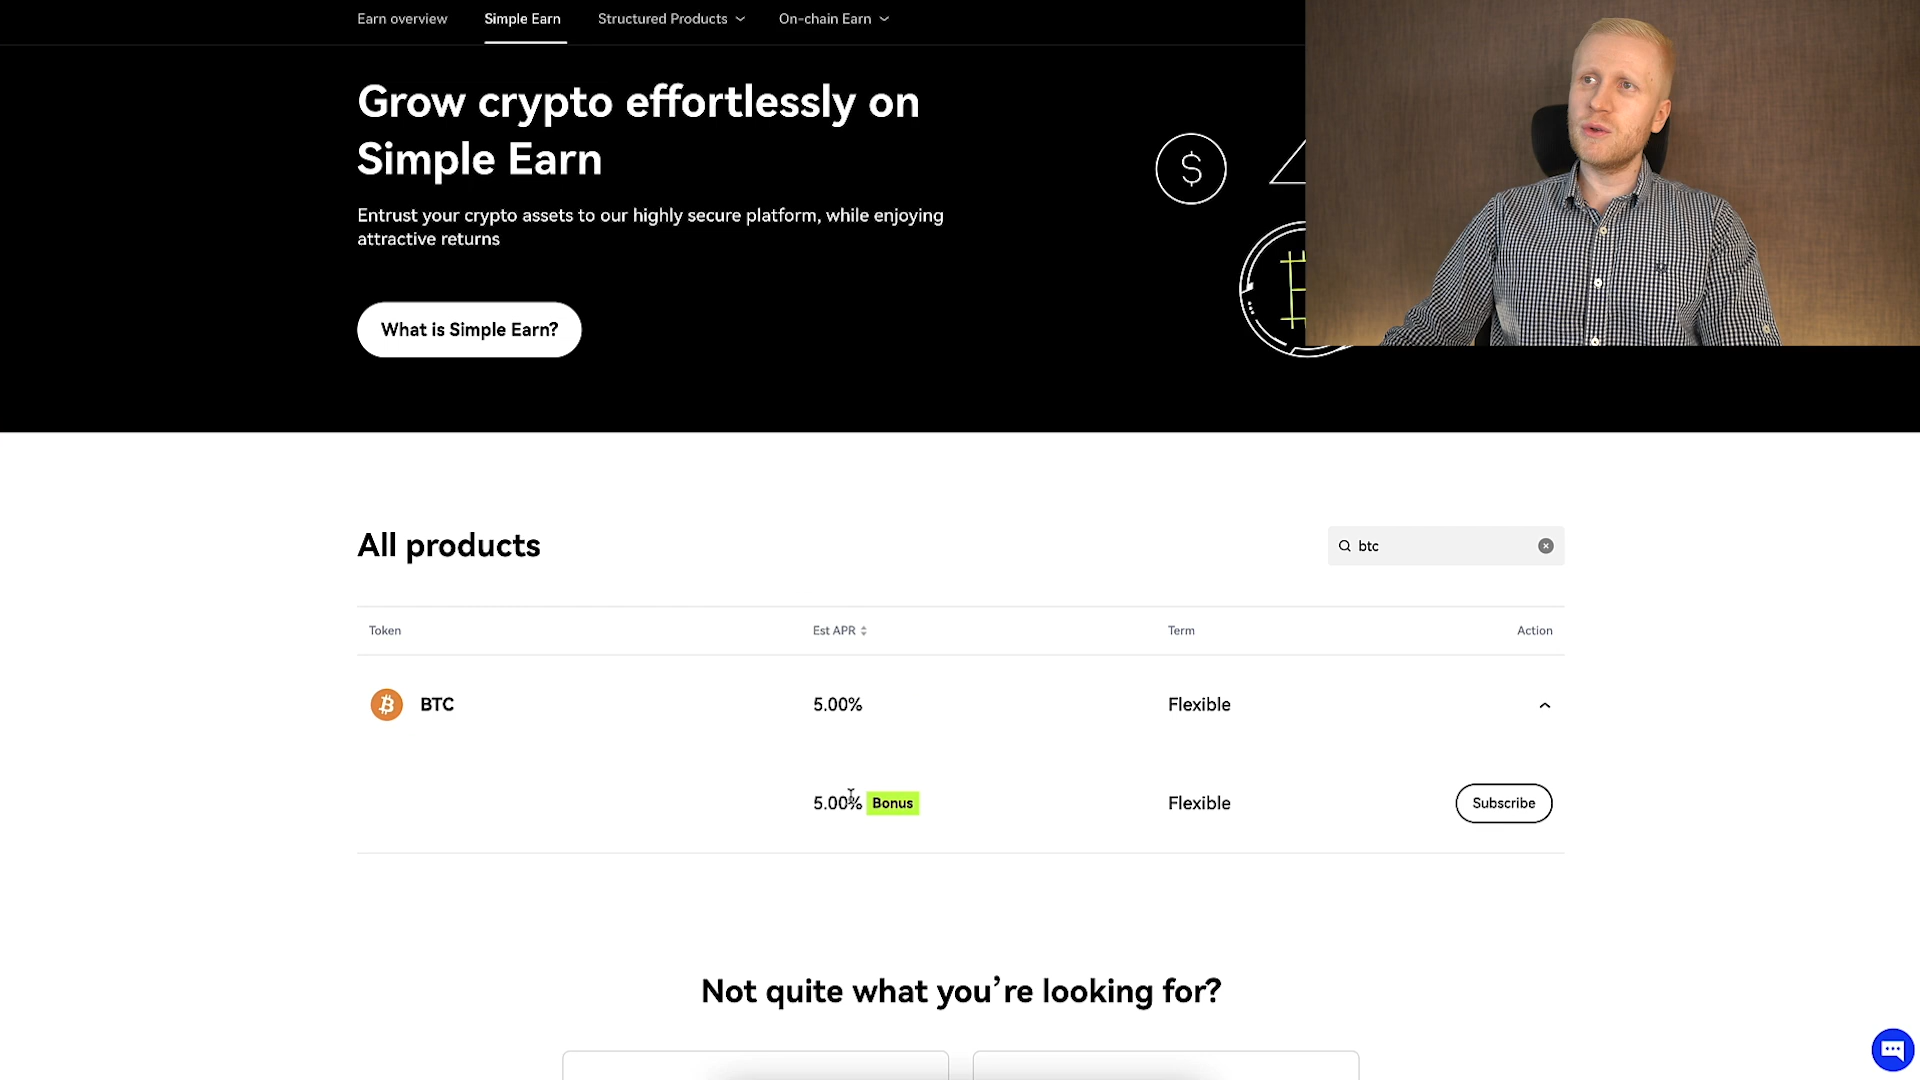 Earn overview
Simple Earn
Structured Products
On-chain Earn
Grow crypto effortlessly on
Simple Earn
Entrust your crypto assets to our highly secure platform, while enjoying
attractive returns
What is Simple Earn?
$
All products
btc
Token
Est APR
Term
Action
BTC
5.00%
Flexible
5.00% Bonus
Flexible
Subscribe
Not quite what you're looking for?